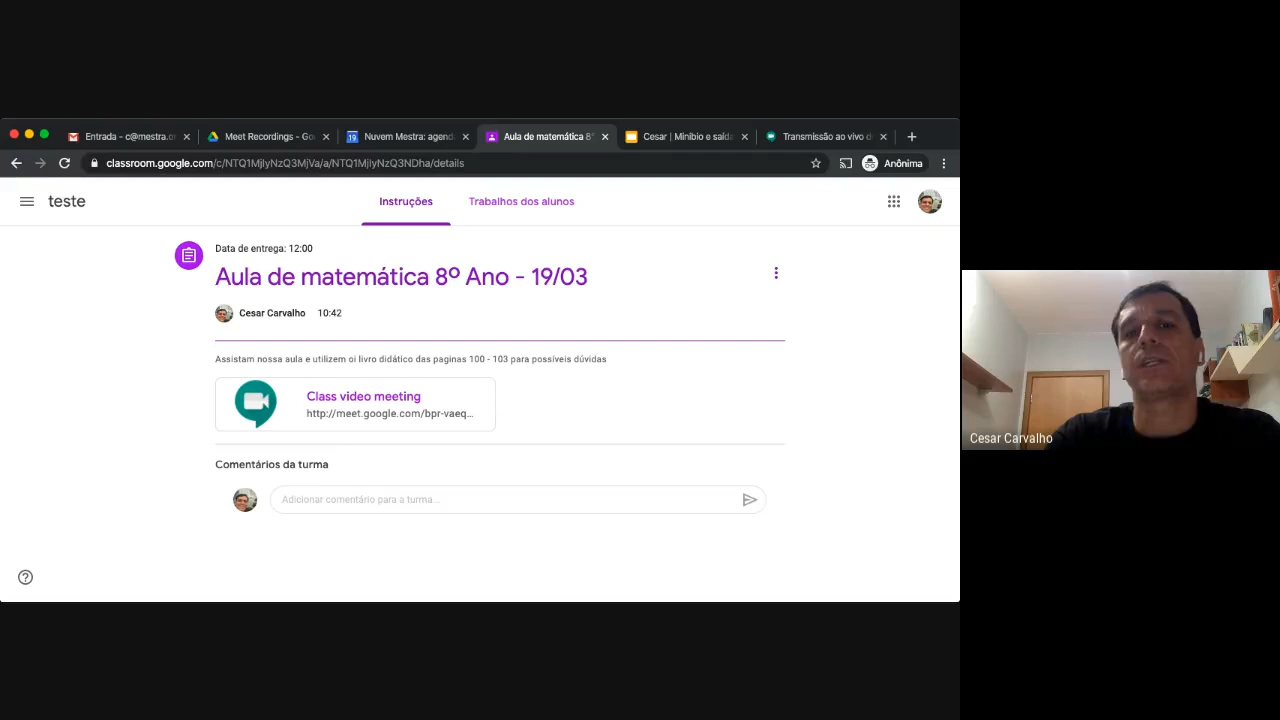 Entrada - c@mestra.c
Meet Recordings - Go
19
Nuvem Mestra: agend
Aula de matemática 8º
Cesar | Minibio e saída
Transmissão ao vivo d
classroom.google.com/c/NTQ1MjIyNzQ3MjVa/a/NTQ1MjIyNzQ3NDha/details
Anônima
teste
Instruções
Trabalhos dos alunos
Data de entrega: 12:00
Aula de matemática 8º Ano - 19/03
Cesar Carvalho 10:42
Assistam nossa aula e utilizem oi livro didático das paginas 100 - 103 para possíveis dúvidas
Class video meeting
http://meet.google.com/bpr-vaeq...
Comentários da turma
Adicionar comentário para a turma...
Cesar Carvalho